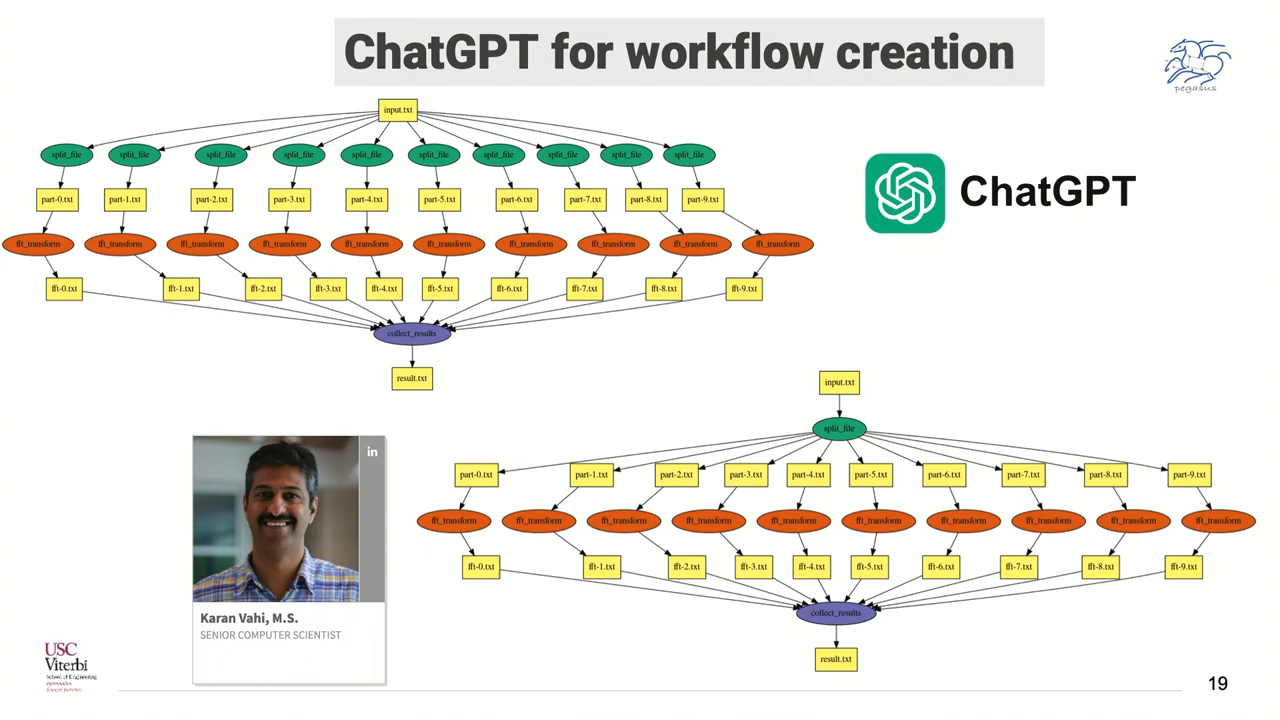 ChatGPT for workflow creation
pegasus
input.txt
split_file split_file split_file split_file split_file split_file split_file split_file split_file split_file
part-0.txt part-1.txt part-2.txt part-3.txt part-4.txt part-5.txt part-6.txt part-7.txt part-8.txt part-9.txt
fft_transform fft_transform fft_transform fft_transform fft_transform fft_transform fft_transform fft_transform fft_transform fft_transform
fft-0.txt fft-1.txt fft-2.txt fft-3.txt fft-4.txt fft-5.txt fft-6.txt fft-7.txt fft-8.txt fft-9.txt
collect_results
result.txt
ChatGPT
input.txt
split_file
part-0.txt part-1.txt part-2.txt part-3.txt part-4.txt part-5.txt part-6.txt part-7.txt part-8.txt part-9.txt
fft_transform fft_transform fft_transform fft_transform fft_transform fft_transform fft_transform fft_transform fft_transform fft_transform
fft-0.txt fft-1.txt fft-2.txt fft-3.txt fft-4.txt fft-5.txt fft-6.txt fft-7.txt fft-8.txt fft-9.txt
collect_results
result.txt
in
Karan Vahi, M.S.
SENIOR COMPUTER SCIENTIST
USC
Viterbi
School of Engineering
Information
Sciences Institute
19